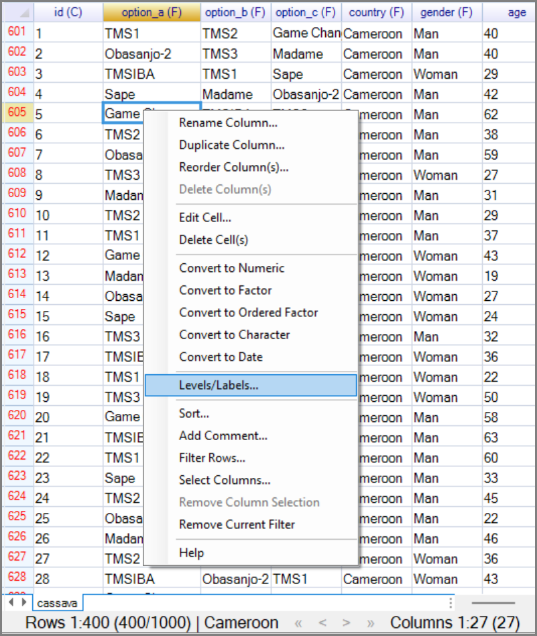 id (C) option_a (F) option_b (F) option_c (F) country (F) gender (F) age
601 1 TMS1 TMS2 Game Chan Cameroon Man 40
602 2 Obasanjo-2 TMS3 Madame Cameroon Man 40
603 3 TMSIBA TMS1 Sape Cameroon Woman 29
604 4 Sape Madame Obasanjo-2 Cameroon Man 42
605 5 Game meroon Man 62
Rename Column...
606 6 TMS2 meroon Man 38
Duplicate Column...
607 7 Obasa meroon Man 59
Reorder Column(s)...
608 8 TMS3 meroon Woman 27
Delete Column(s)
609 9 Madan meroon Man 31
610 10 TMS2 meroon Man 29
Edit Cell...
611 11 TMS1 meroon Man 37
Delete Cell(s)
612 12 Game meroon Woman 43
Convert to Numeric
613 13 Madan meroon Woman 19
Convert to Factor
614 14 Obasa meroon Woman 27
Convert to Ordered Factor
615 15 Sape meroon Woman 24
Convert to Character
616 16 TMS3 meroon Man 32
Convert to Date
617 17 TMSIE meroon Woman 36
618 18 TMS1 meroon Woman 22
Levels/Labels...
619 19 TMS3 meroon Woman 50
620 20 Game meroon Man 58
Sort...
621 21 TMSIE meroon Man 63
Add Comment...
622 22 TMS1 meroon Man 60
Filter Rows...
623 23 Sape meroon Man 33
Select Columns...
624 24 TMS2 meroon Man 45
Remove Column Selection
625 25 Obasa meroon Man 22
Remove Current Filter
626 26 Madan meroon Man 46
627 27 TMS2 meroon Woman 36
Help
628 28 TMSIBA Obasanjo-2 TMS1 Cameroon Woman 43
cassava
Rows 1:400 (400/1000) | Cameroon « < > » Columns 1:27 (27)